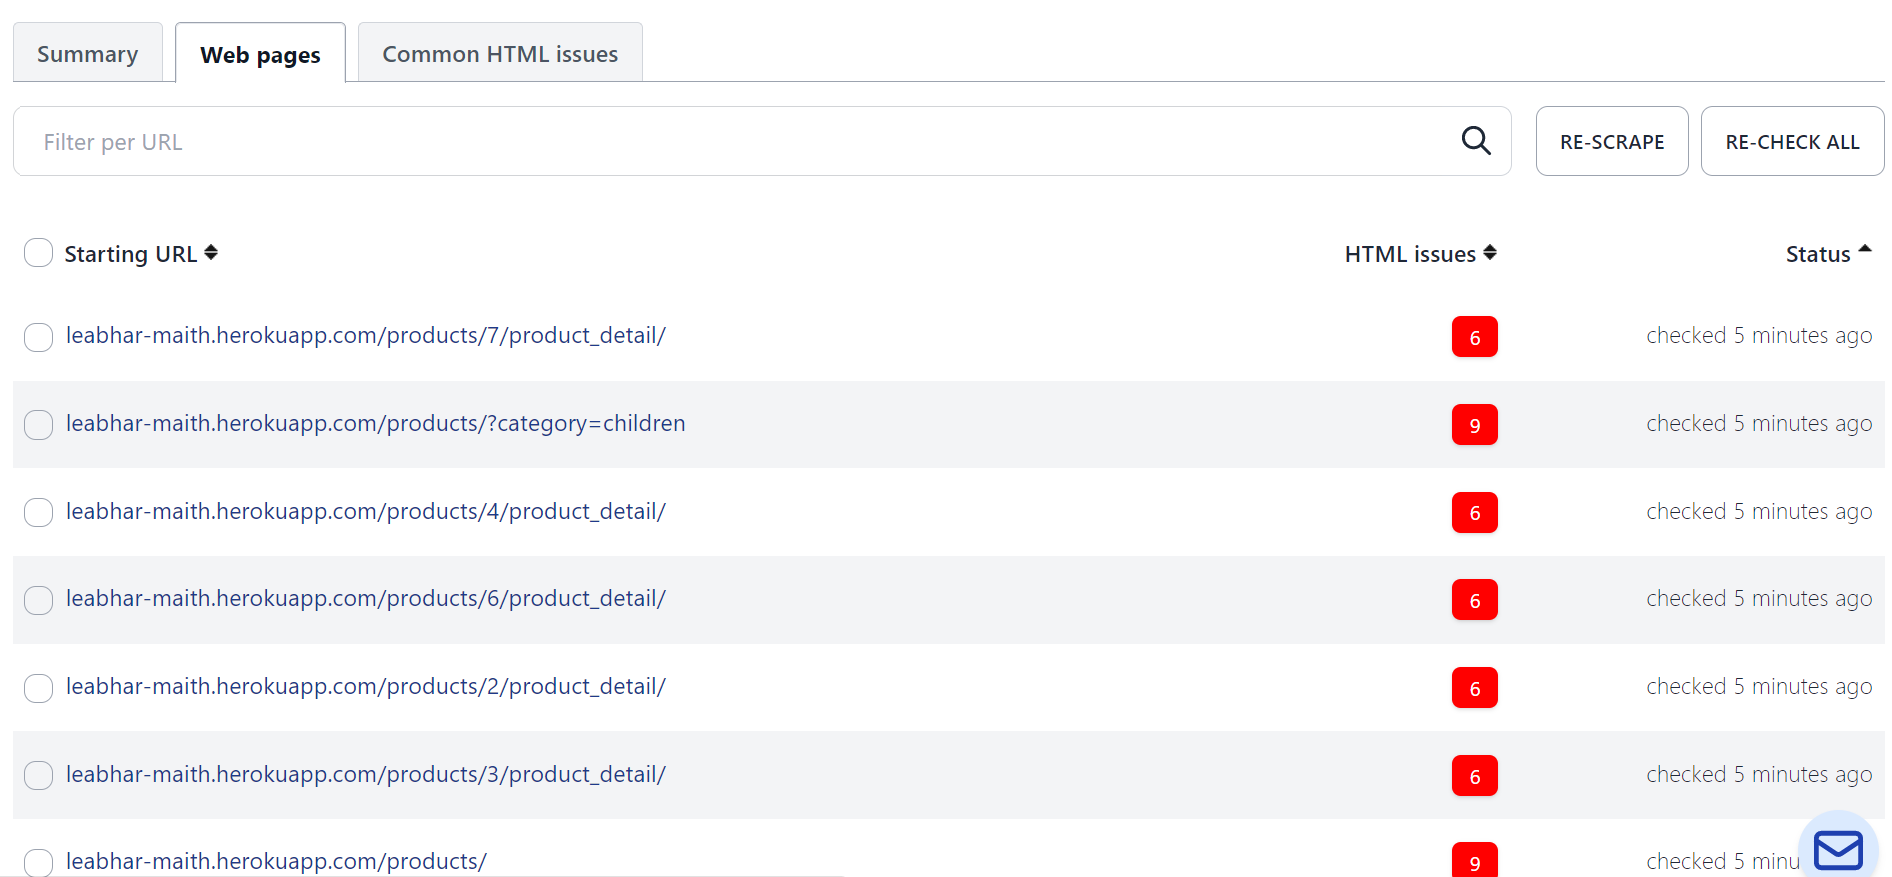 Summary Web pages Common HTML issues
Filter per URL RE-SCRAPE RE-CHECK ALL
Starting URL HTML issues Status
leabhar-maith.herokuapp.com/products/7/product_detail/ 6 checked 5 minutes ago
leabhar-maith.herokuapp.com/products/?category=children 9 checked 5 minutes ago
leabhar-maith.herokuapp.com/products/4/product_detail/ 6 checked 5 minutes ago
leabhar-maith.herokuapp.com/products/6/product_detail/ 6 checked 5 minutes ago
leabhar-maith.herokuapp.com/products/2/product_detail/ 6 checked 5 minutes ago
leabhar-maith.herokuapp.com/products/3/product_detail/ 6 checked 5 minutes ago
leabhar-maith.herokuapp.com/products/ 9 checked 5 minu